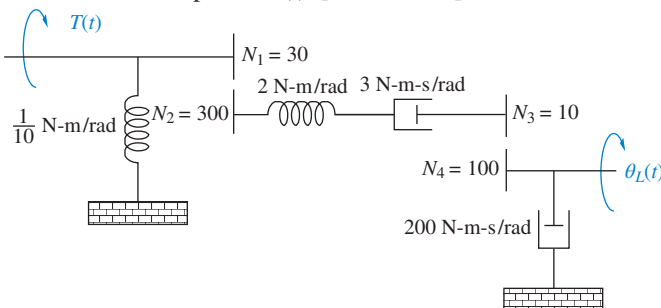 T(t)
N₁ = 30
2 N-m/rad
3 N-m-s/rad
1/10 N-m/rad
N₂ = 300
N₃ = 10
N₄ = 100
θL(t)
200 N-m-s/rad